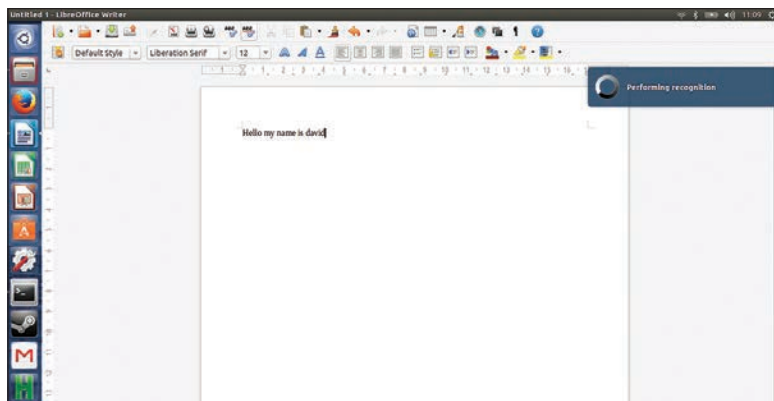 Untitled 1 - LibreOffice Writer
11:09
Default Style
Liberation Serif
12
Performing recognition
Hello my name is david